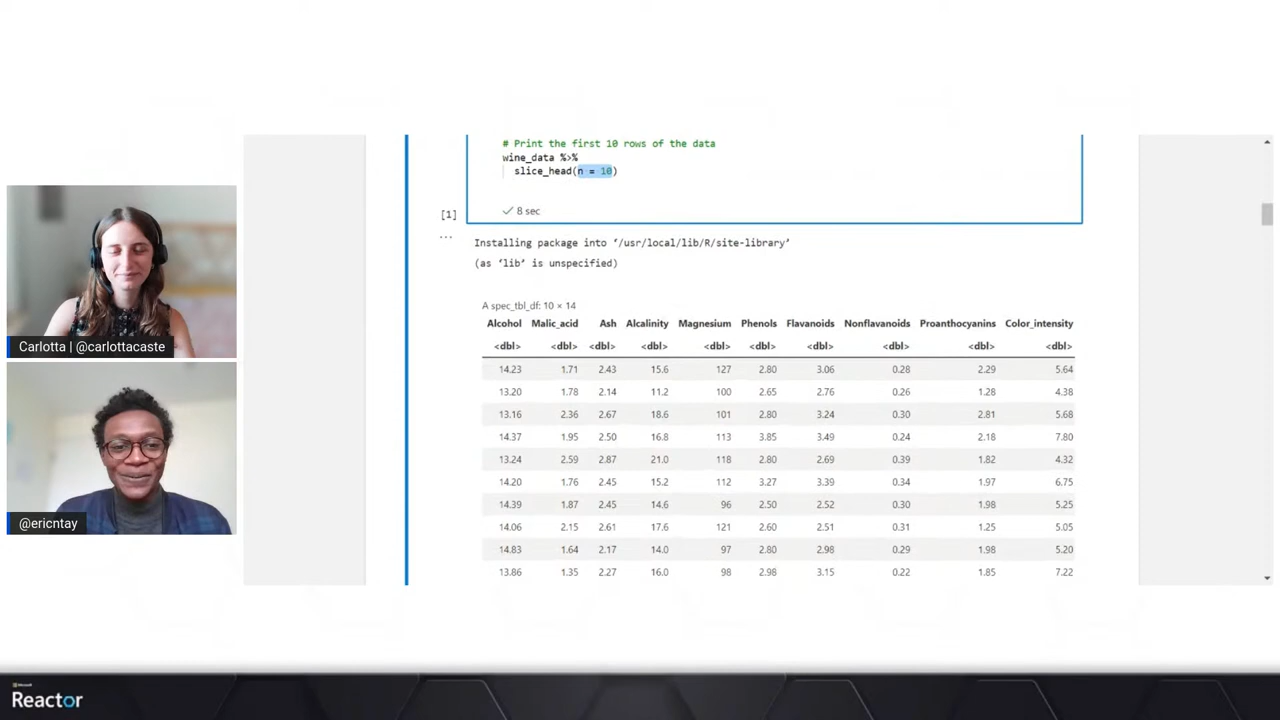 # Print the first 10 rows of the data
wine_data %>%
slice_head(n = 10)
[1]
8 sec
...
Installing package into ‘/usr/local/lib/R/site-library’
(as ‘lib’ is unspecified)
A spec_tbl_df: 10 × 14
Alcohol Malic_acid Ash Alcalinity Magnesium Phenols Flavanoids Nonflavanoids Proanthocyanins Color_intensity
<dbl> <dbl> <dbl> <dbl> <dbl> <dbl> <dbl> <dbl> <dbl> <dbl>
14.23 1.71 2.43 15.6 127 2.80 3.06 0.28 2.29 5.64
13.20 1.78 2.14 11.2 100 2.65 2.76 0.26 1.28 4.38
13.16 2.36 2.67 18.6 101 2.80 3.24 0.30 2.81 5.68
14.37 1.95 2.50 16.8 113 3.85 3.49 0.24 2.18 7.80
13.24 2.59 2.87 21.0 118 2.80 2.69 0.39 1.82 4.32
14.20 1.76 2.45 15.2 112 3.27 3.39 0.34 1.97 6.75
14.39 1.87 2.45 14.6 96 2.50 2.52 0.30 1.98 5.25
14.06 2.15 2.61 17.6 121 2.60 2.51 0.31 1.25 5.05
14.83 1.64 2.17 14.0 97 2.80 2.98 0.29 1.98 5.20
13.86 1.35 2.27 16.0 98 2.98 3.15 0.22 1.85 7.22
Carlotta | @carlottacaste
@ericntay
Microsoft
Reactor